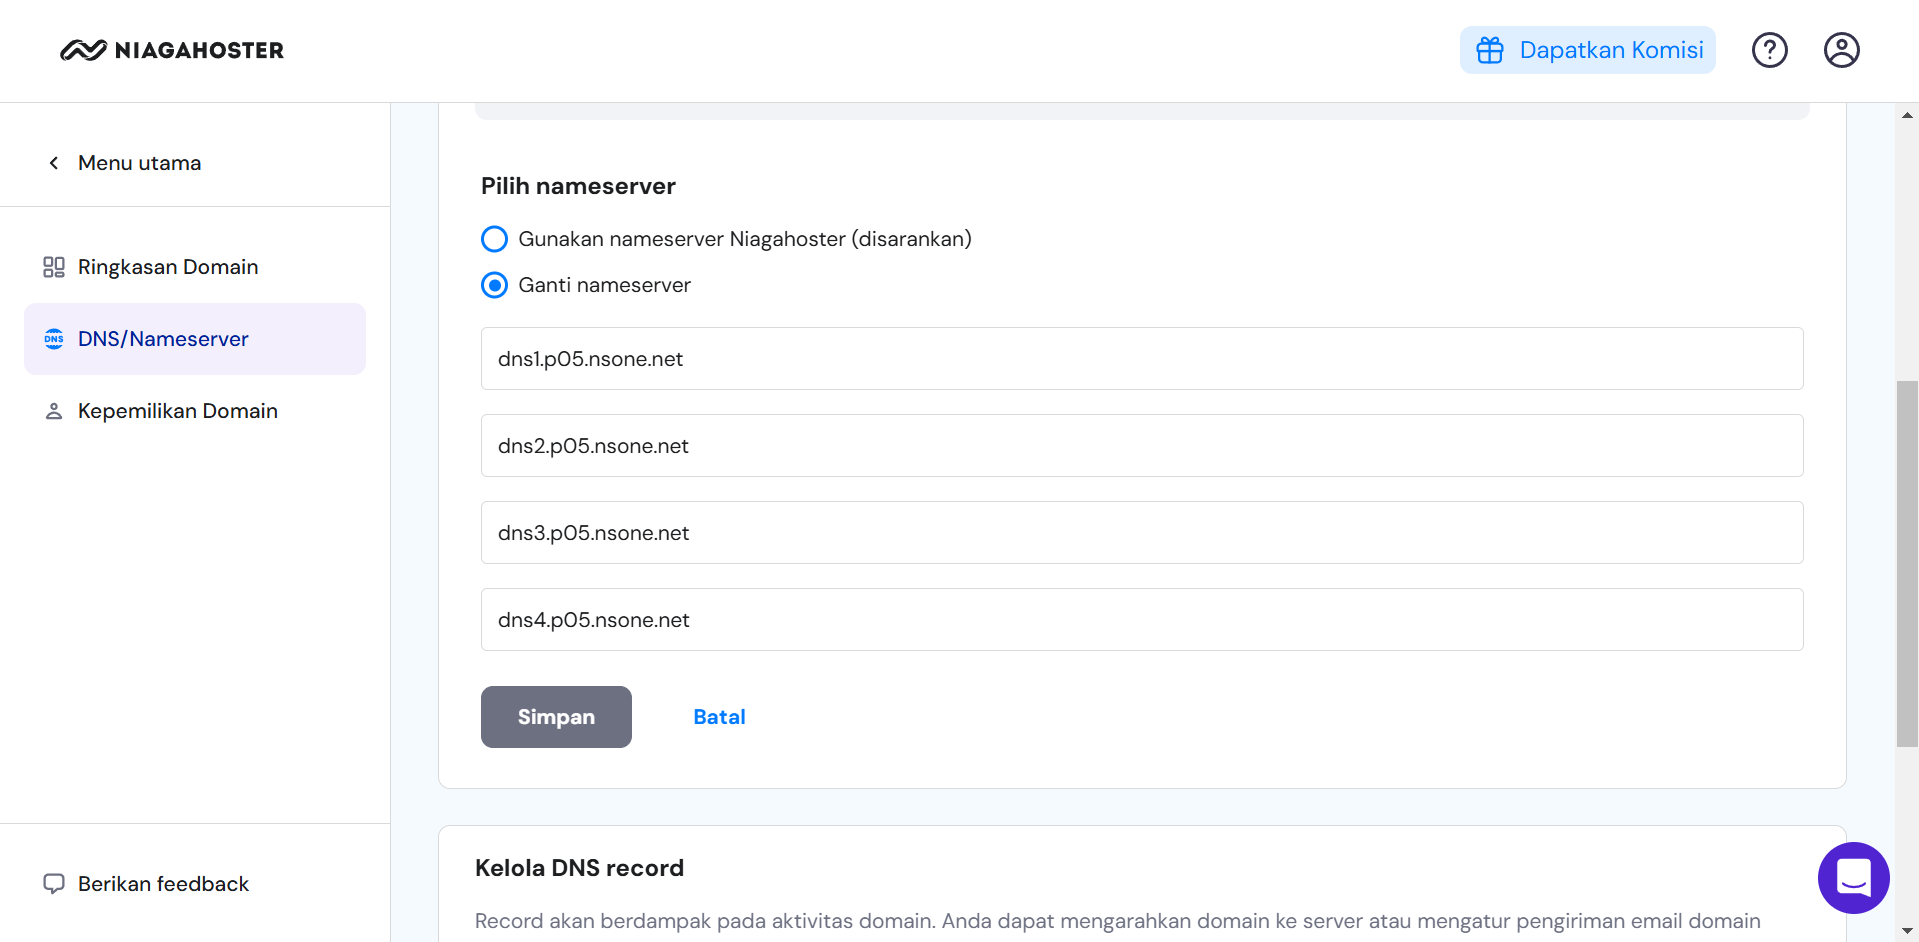 NIAGAHOSTER
Dapatkan Komisi
?
Menu utama
Ringkasan Domain
DNS
DNS/Nameserver
Kepemilikan Domain
Berikan feedback
Pilih nameserver
Gunakan nameserver Niagahoster (disarankan)
Ganti nameserver
dns1.p05.nsone.net
dns2.p05.nsone.net
dns3.p05.nsone.net
dns4.p05.nsone.net
Simpan
Batal
Kelola DNS record
Record akan berdampak pada aktivitas domain. Anda dapat mengarahkan domain ke server atau mengatur pengiriman email domain